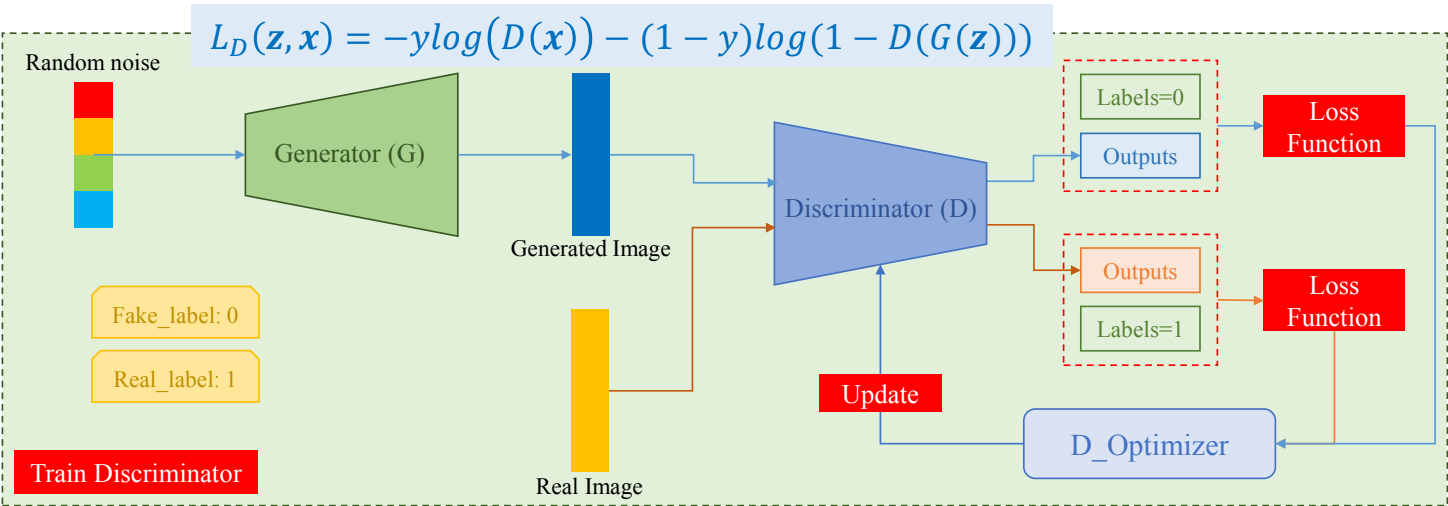 L_D(z, x) = −ylog(D(x)) − (1 − y)log(1 − D(G(z)))
Random noise
Generator (G)
Generated Image
Discriminator (D)
Labels=0
Outputs
Loss
Function
Outputs
Labels=1
Loss
Function
Fake_label: 0
Real_label: 1
Update
D_Optimizer
Train Discriminator
Real Image